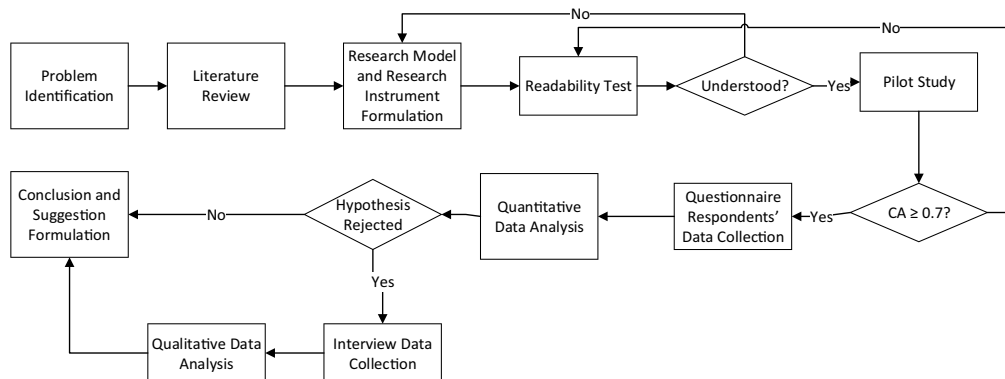 No
No
Problem
Identification
Literature
Review
Research Model
and Research
Instrument
Formulation
Readability Test
Understood?
Yes
Pilot Study
Conclusion and
Suggestion
Formulation
No
Hypothesis
Rejected
Quantitative
Data Analysis
Questionnaire
Respondents’
Data Collection
Yes
CA ≥ 0.7?
Yes
Qualitative Data
Analysis
Interview Data
Collection